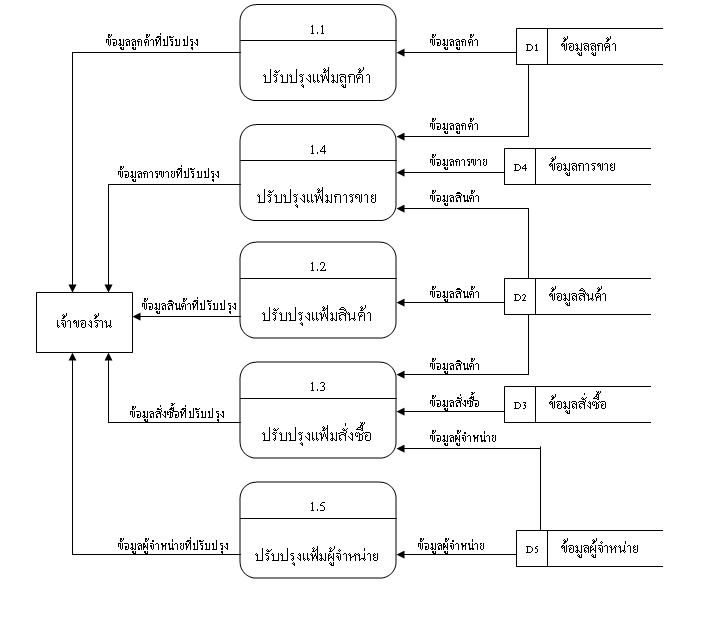 1.1
ข้อมูลลูกค้าที่ปรับปรุง
ข้อมูลลูกค้า
D1
ข้อมูลลูกค้า
ปรับปรุงแฟ้มลูกค้า
ข้อมูลลูกค้า
1.4
ข้อมูลการขาย
D4
ข้อมูลการขาย
ข้อมูลการขายที่ปรับปรุง
ปรับปรุงแฟ้มการขาย
ข้อมูลสินค้า
1.2
ข้อมูลสินค้าที่ปรับปรุง
ข้อมูลสินค้า
D2
ข้อมูลสินค้า
เจ้าของร้าน
ปรับปรุงแฟ้มสินค้า
ข้อมูลสินค้า
1.3
ข้อมูลสั่งซื้อ
D3
ข้อมูลสั่งซื้อ
ข้อมูลสั่งซื้อที่ปรับปรุง
ปรับปรุงแฟ้มสั่งซื้อ
ข้อมูลผู้จำหน่าย
1.5
ข้อมูลผู้จำหน่ายที่ปรับปรุง
ข้อมูลผู้จำหน่าย
D5
ข้อมูลผู้จำหน่าย
ปรับปรุงแฟ้มผู้จำหน่าย